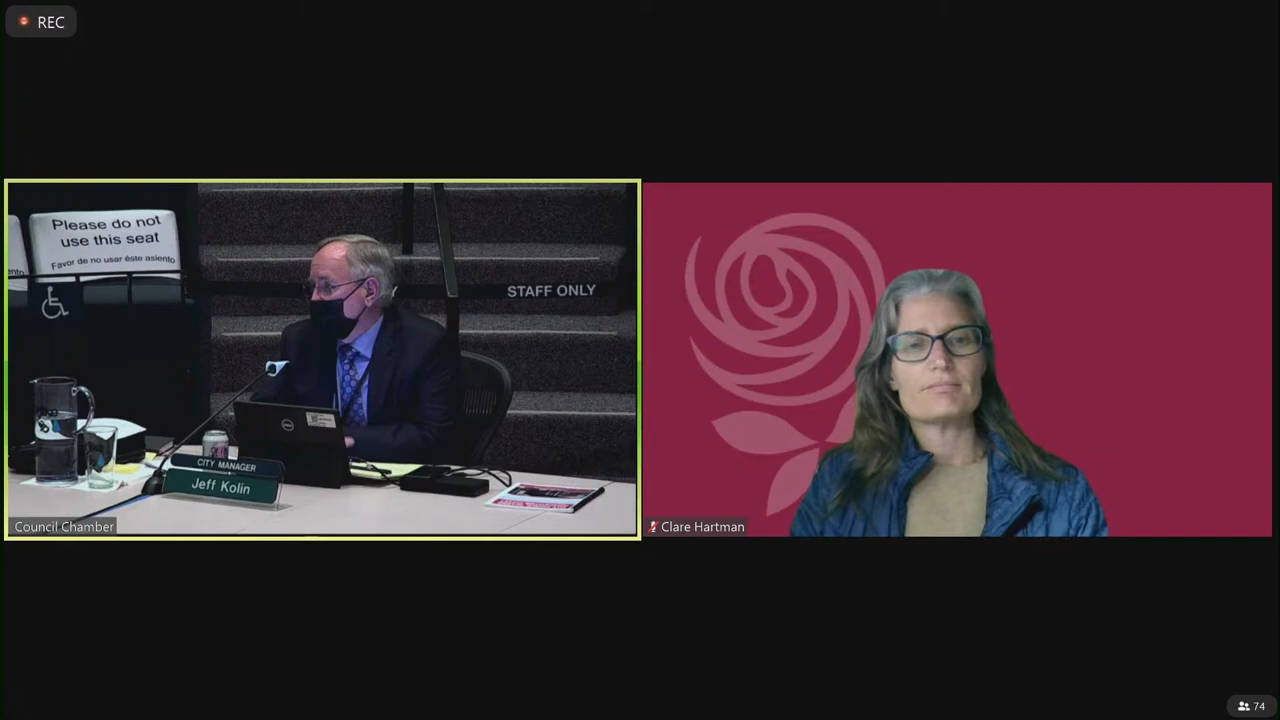 REC
Please do not
use this seat
Favor de no usar éste asiento
STAFF ONLY
CITY MANAGER
Jeff Kolin
DELL
Council Chamber
Clare Hartman
74